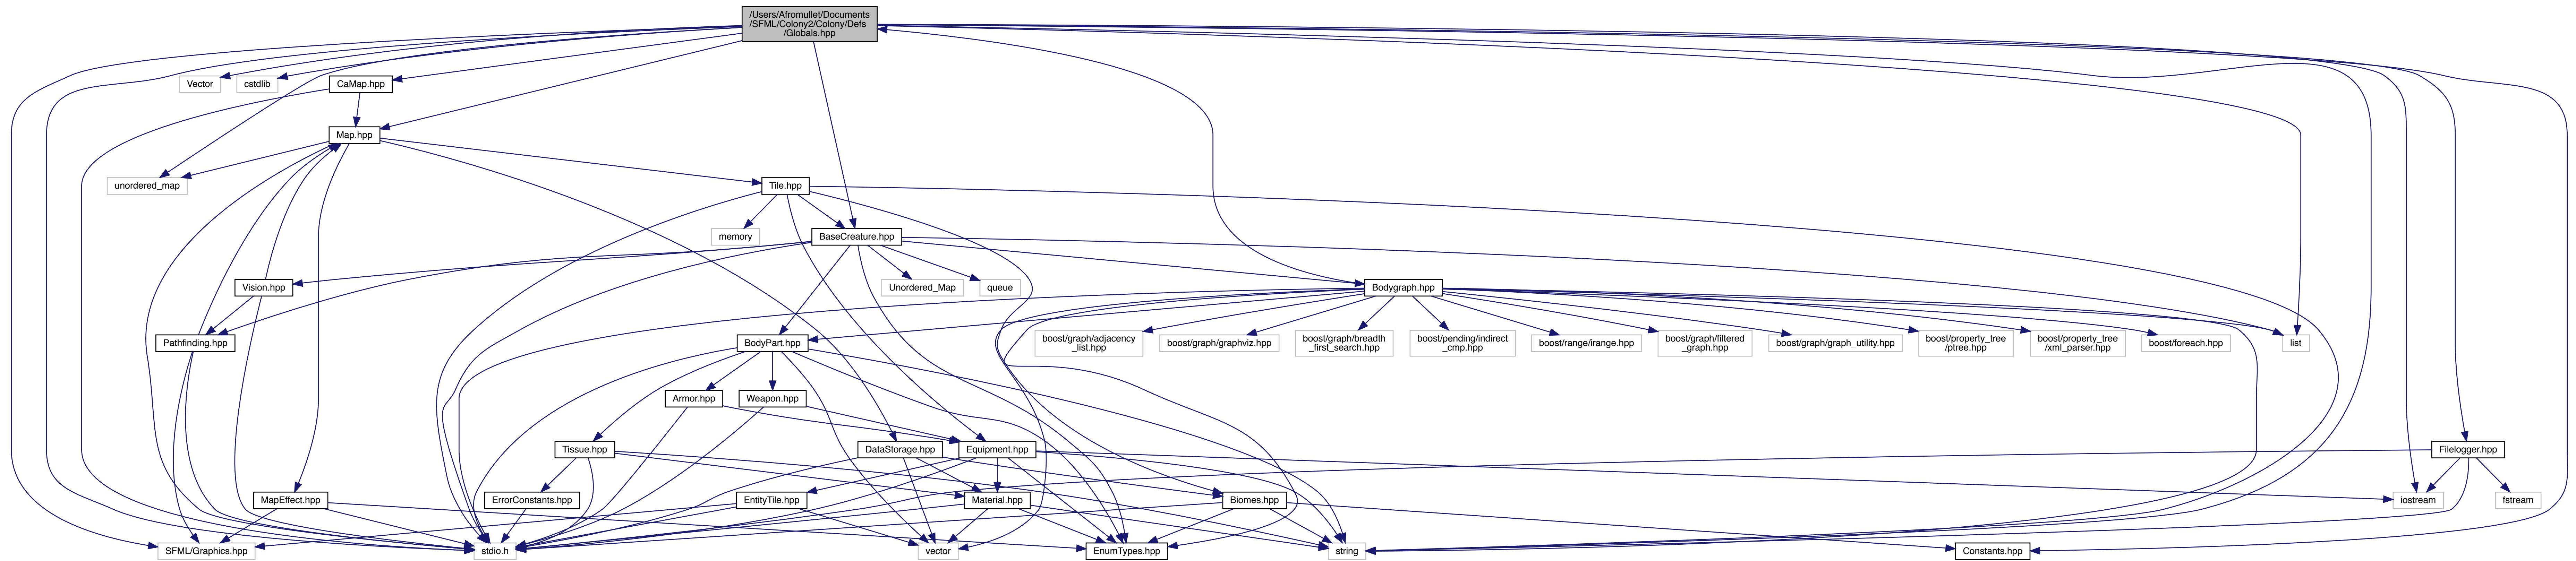 /Users/Afromullet/Documents
/SFML/Colony2/Colony/Defs
/Globals.hpp
Vector
cstdlib
CaMap.hpp
Map.hpp
unordered_map
Tile.hpp
memory
BaseCreature.hpp
Vision.hpp
Unordered_Map
queue
Bodygraph.hpp
Pathfinding.hpp
BodyPart.hpp
boost/graph/adjacency
_list.hpp
boost/graph/graphviz.hpp
boost/graph/breadth
_first_search.hpp
boost/pending/indirect
_cmp.hpp
boost/range/irange.hpp
boost/graph/filtered
_graph.hpp
boost/graph/graph_utility.hpp
boost/property_tree
/ptree.hpp
boost/property_tree
/xml_parser.hpp
boost/foreach.hpp
list
Armor.hpp
Weapon.hpp
Tissue.hpp
DataStorage.hpp
Equipment.hpp
Filelogger.hpp
MapEffect.hpp
ErrorConstants.hpp
EntityTile.hpp
Material.hpp
Biomes.hpp
iostream
fstream
SFML/Graphics.hpp
stdio.h
vector
EnumTypes.hpp
string
Constants.hpp